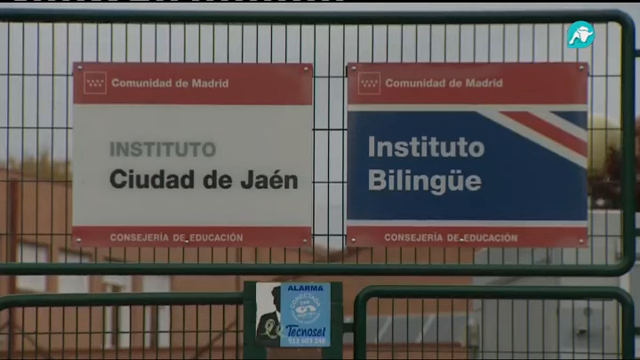 Comunidad de Madrid
INSTITUTO
Ciudad de Jaén
CONSEJERÍA DE EDUCACIÓN
Comunidad de Madrid
Instituto
Bilingüe
CONSEJERÍA DE EDUCACIÓN
ALARMA
Tecnosel